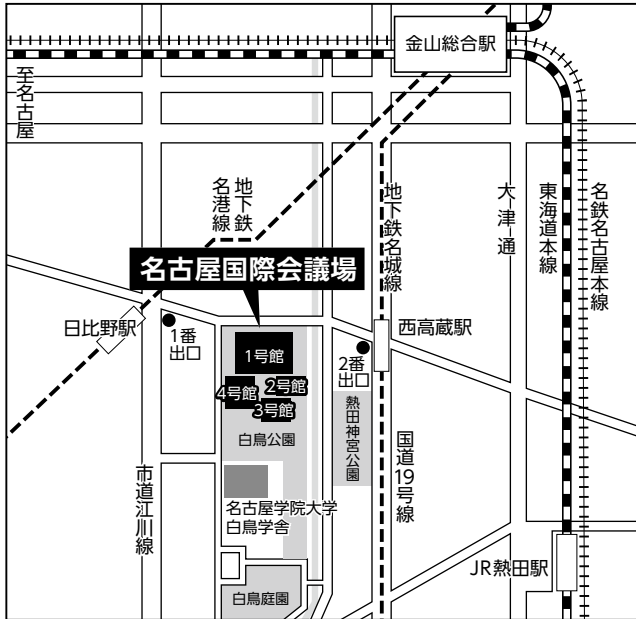 金山総合駅
至名古屋
地下鉄
名港線
地下鉄名城線
大津通
東海道本線
名鉄名古屋本線
名古屋国際会議場
日比野駅
1番
出口
1号館
2号館
4号館
3号館
2番
出口
西高蔵駅
白鳥公園
熱田神宮公園
市道江川線
国道19号線
名古屋学院大学
白鳥学舎
JR熱田駅
白鳥庭園